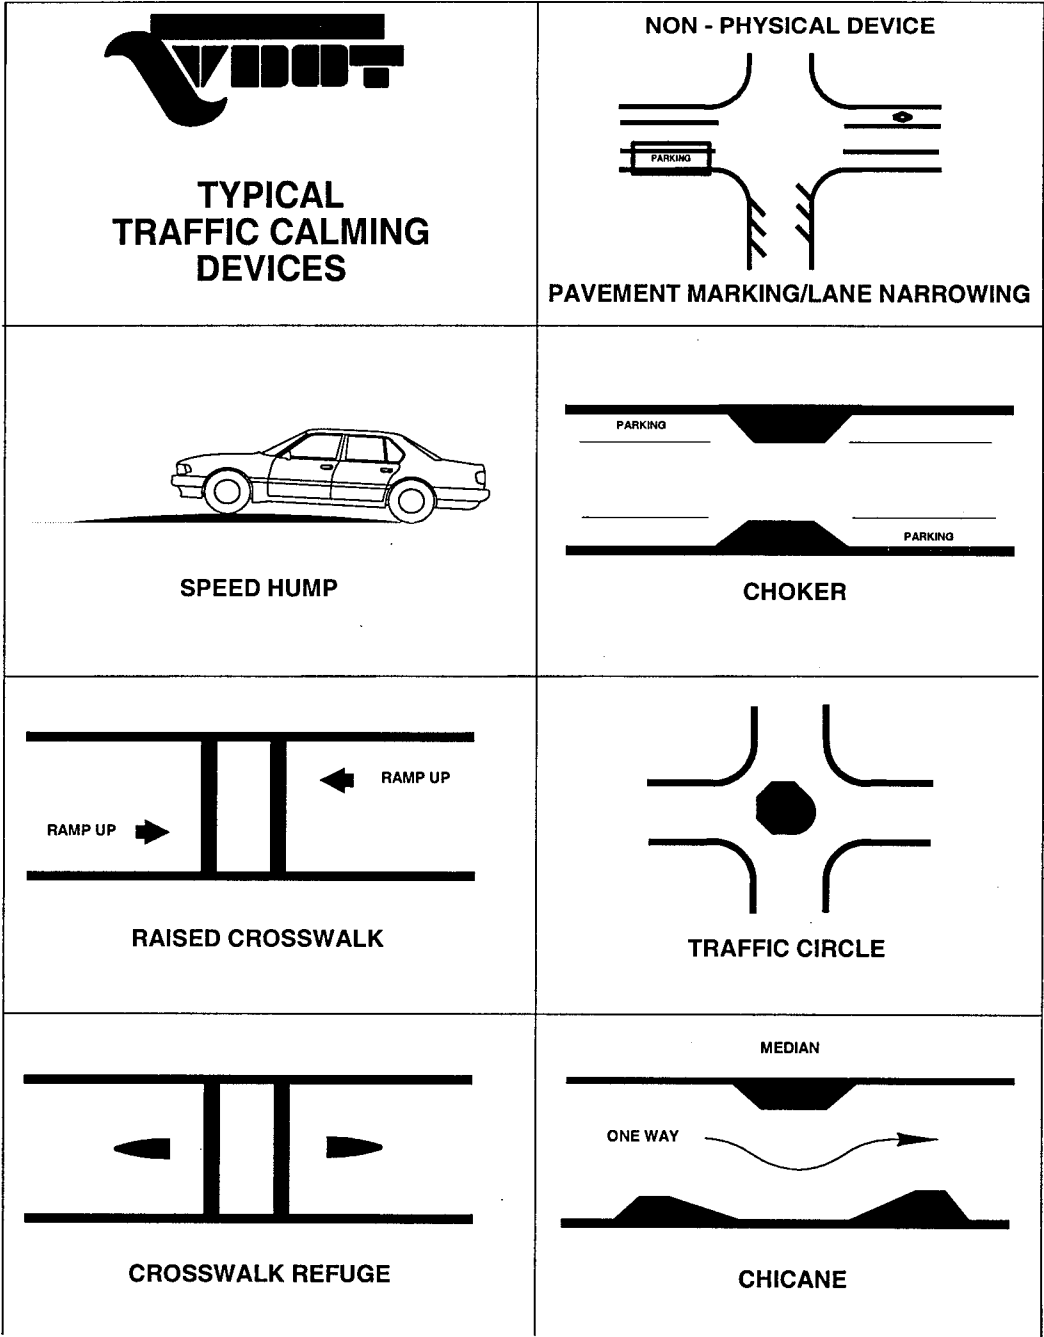 VDOT
TYPICAL
TRAFFIC CALMING
DEVICES
NON - PHYSICAL DEVICE
PARKING
PAVEMENT MARKING/LANE NARROWING
SPEED HUMP
PARKING
PARKING
CHOKER
RAMP UP
RAMP UP
RAISED CROSSWALK
TRAFFIC CIRCLE
CROSSWALK REFUGE
MEDIAN
ONE WAY
CHICANE